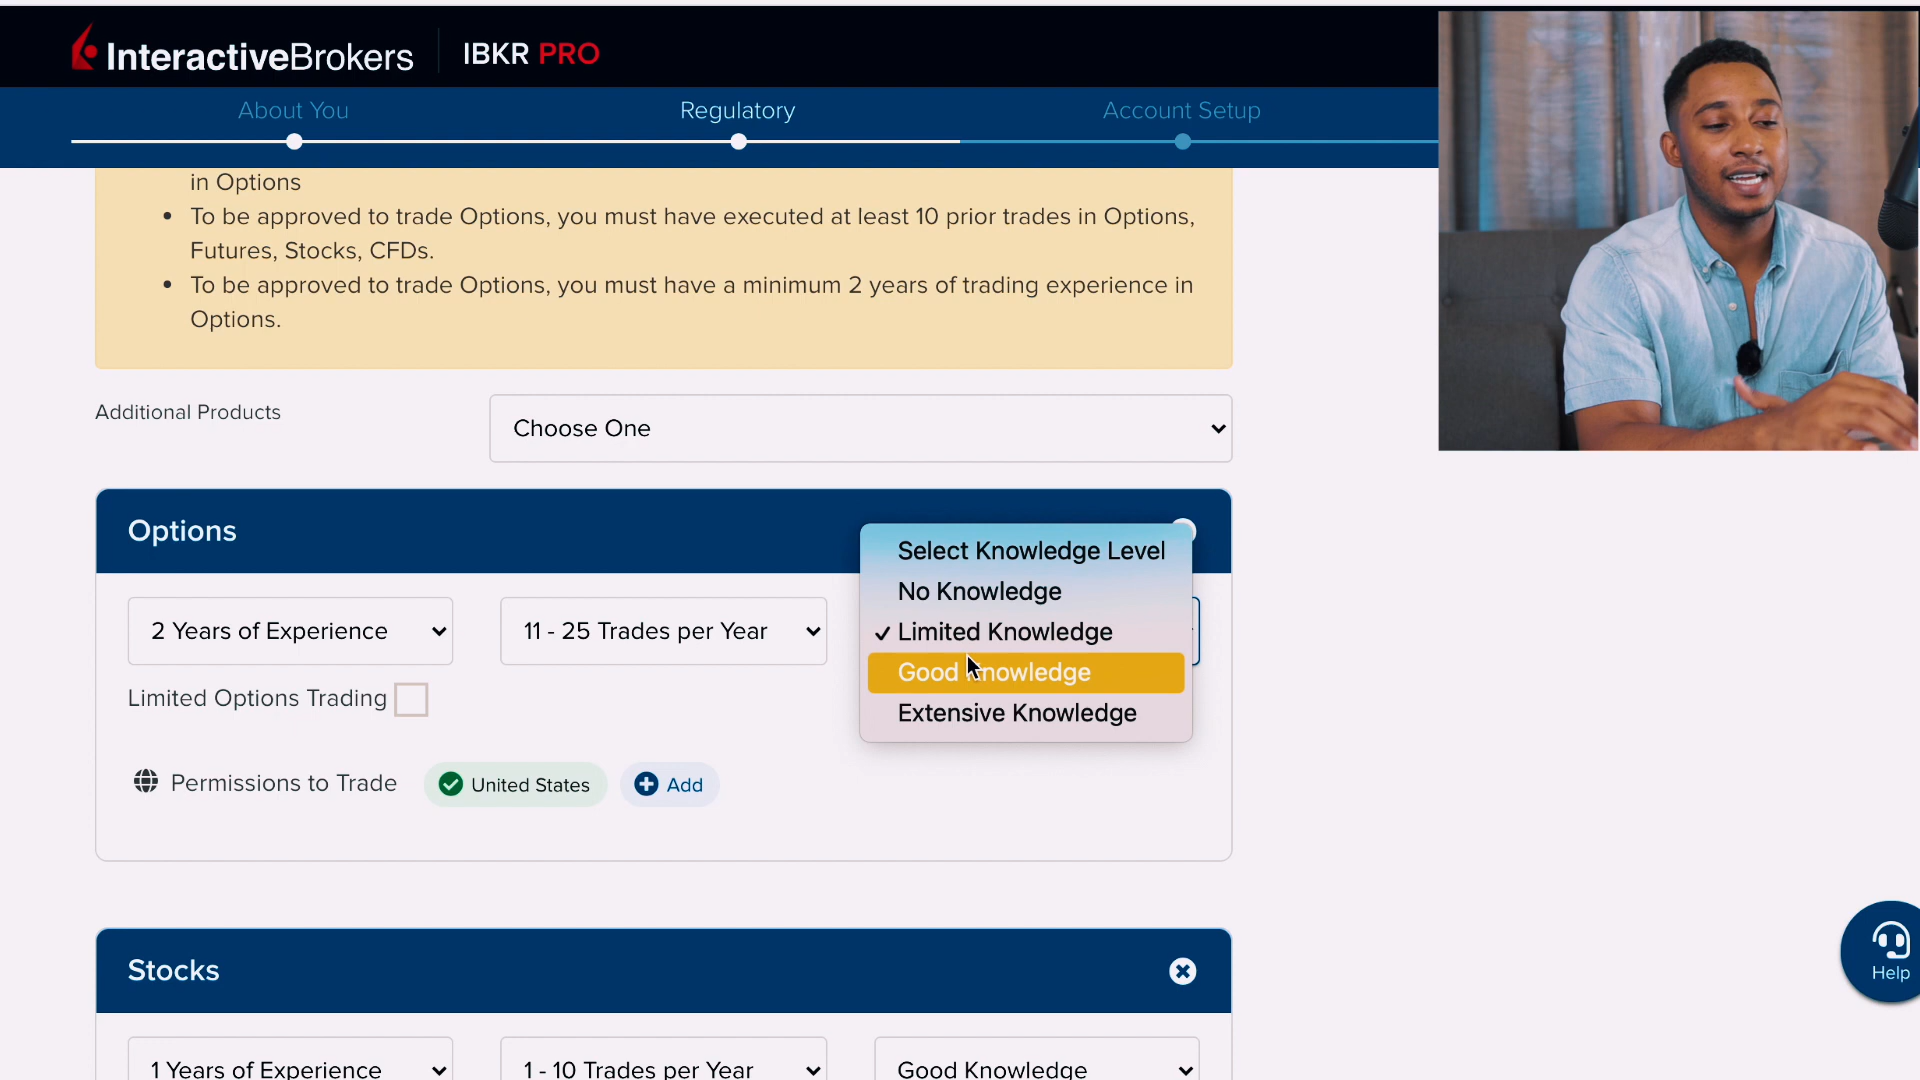 InteractiveBrokers IBKR PRO
About You Regulatory Account Setup
in Options
• To be approved to trade Options, you must have executed at least 10 prior trades in Options,
Futures, Stocks, CFDs.
• To be approved to trade Options, you must have a minimum 2 years of trading experience in
Options.
Additional Products Choose One
Options
Select Knowledge Level
No Knowledge
2 Years of Experience 11 - 25 Trades per Year ✓ Limited Knowledge
Good Knowledge
Limited Options Trading
Extensive Knowledge
Permissions to Trade United States Add
Stocks
Help
1 Years of Experience 1 - 10 Trades per Year Good Knowledge